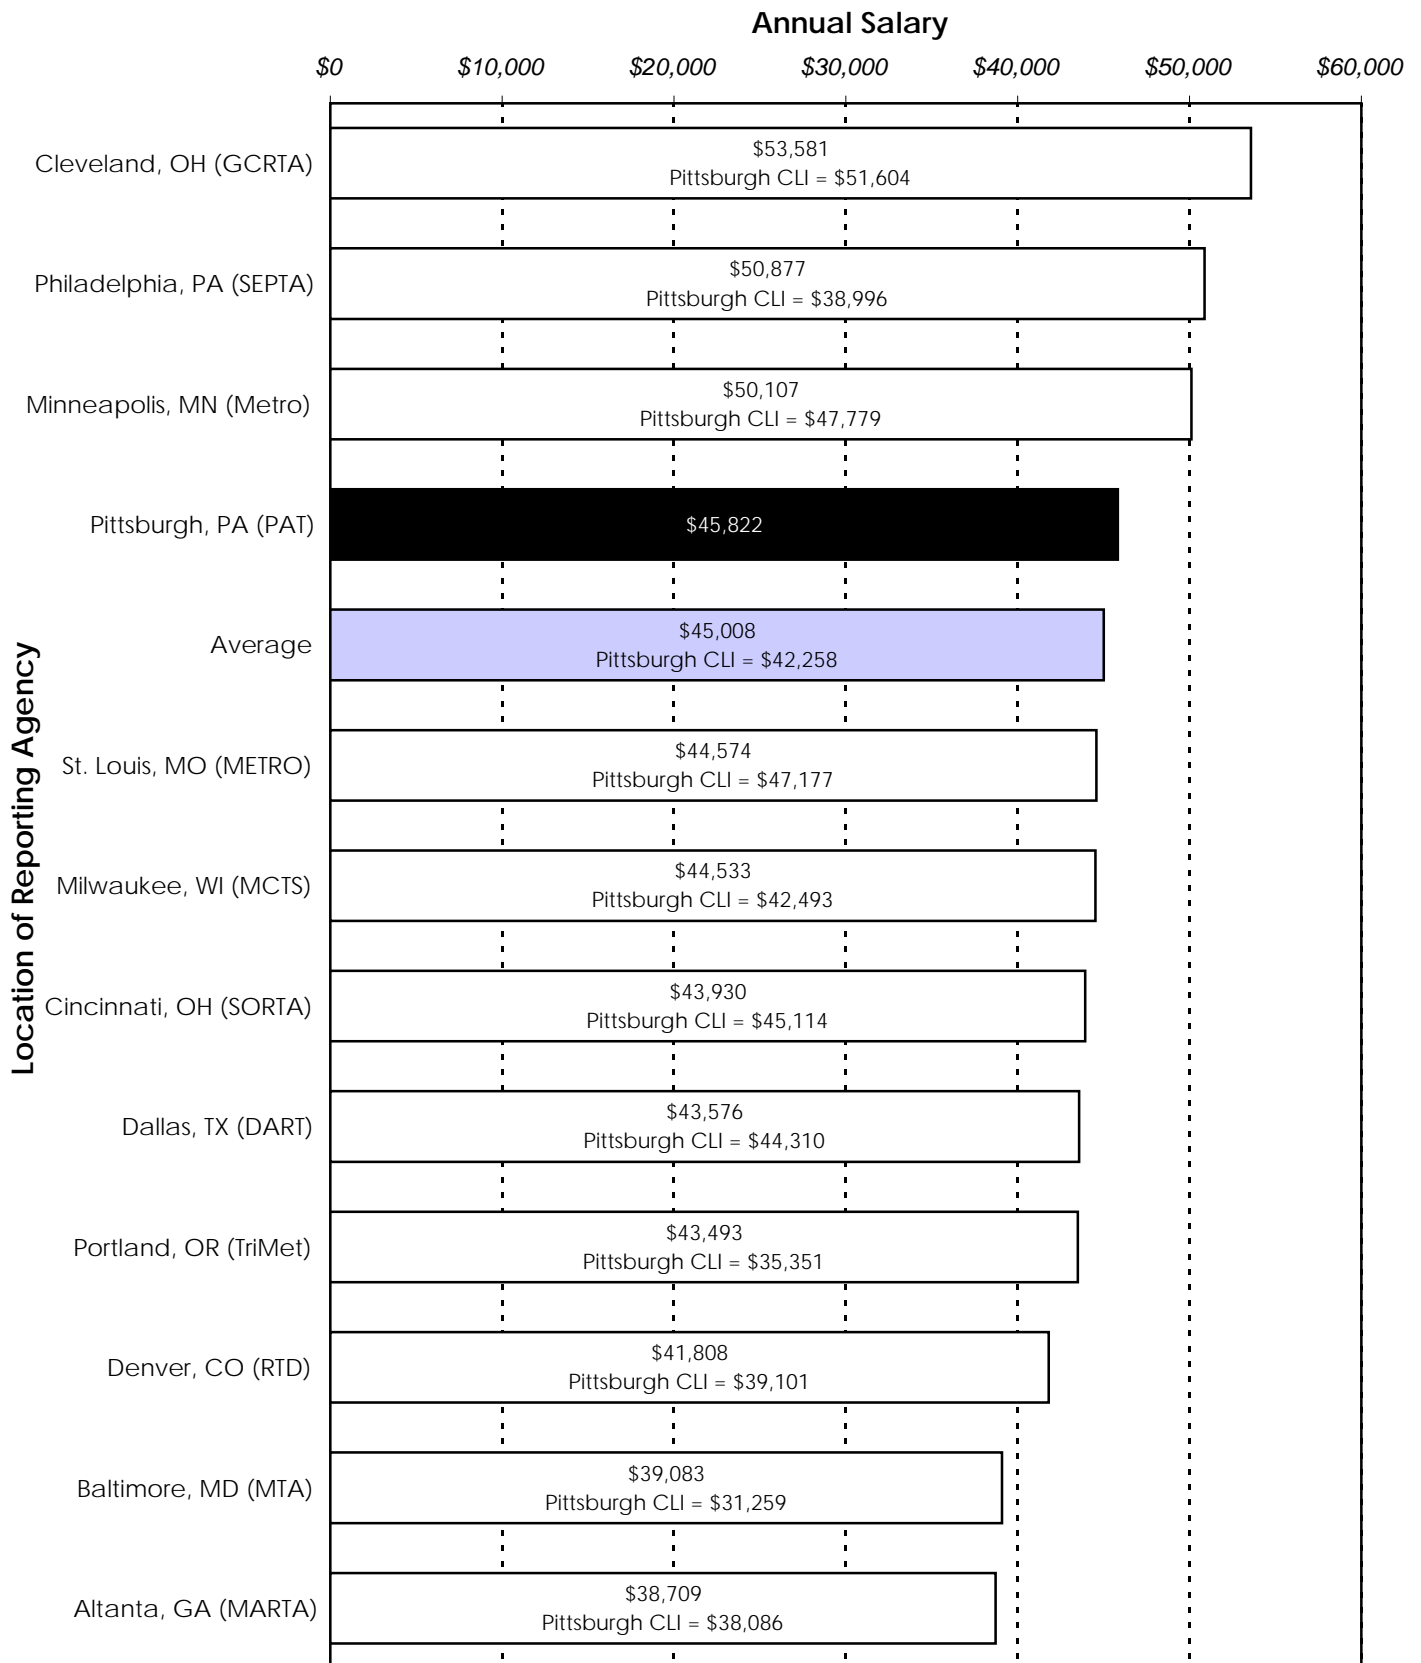 Annual Salary
$0 $10,000 $20,000 $30,000 $40,000 $50,000 $60,000
Location of Reporting Agency
Cleveland, OH (GCRTA)
$53,581
Pittsburgh CLI = $51,604
Philadelphia, PA (SEPTA)
$50,877
Pittsburgh CLI = $38,996
Minneapolis, MN (Metro)
$50,107
Pittsburgh CLI = $47,779
Pittsburgh, PA (PAT)
$45,822
Average
$45,008
Pittsburgh CLI = $42,258
St. Louis, MO (METRO)
$44,574
Pittsburgh CLI = $47,177
Milwaukee, WI (MCTS)
$44,533
Pittsburgh CLI = $42,493
Cincinnati, OH (SORTA)
$43,930
Pittsburgh CLI = $45,114
Dallas, TX (DART)
$43,576
Pittsburgh CLI = $44,310
Portland, OR (TriMet)
$43,493
Pittsburgh CLI = $35,351
Denver, CO (RTD)
$41,808
Pittsburgh CLI = $39,101
Baltimore, MD (MTA)
$39,083
Pittsburgh CLI = $31,259
Altanta, GA (MARTA)
$38,709
Pittsburgh CLI = $38,086